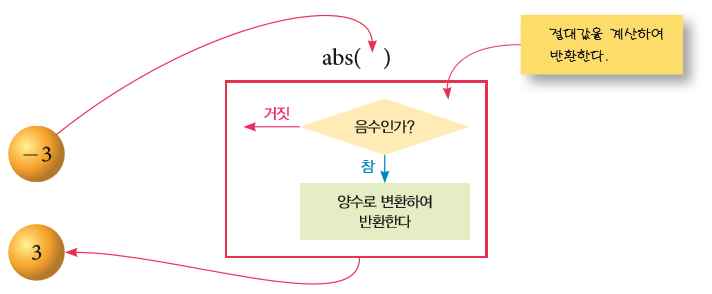 절대값을 계산하여
반환한다.
abs( )
거짓
음수인가?
-3
참
양수로 변환하여
반환한다
3